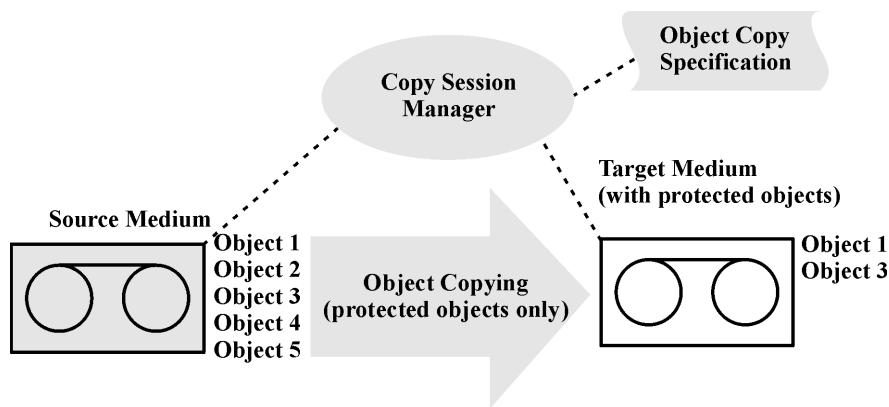 Object Copy
Specification
Copy Session
Manager
Target Medium
(with protected objects)
Source Medium
Object 1
Object 2
Object 3
Object 4
Object 5
Object Copying
(protected objects only)
Object 1
Object 3